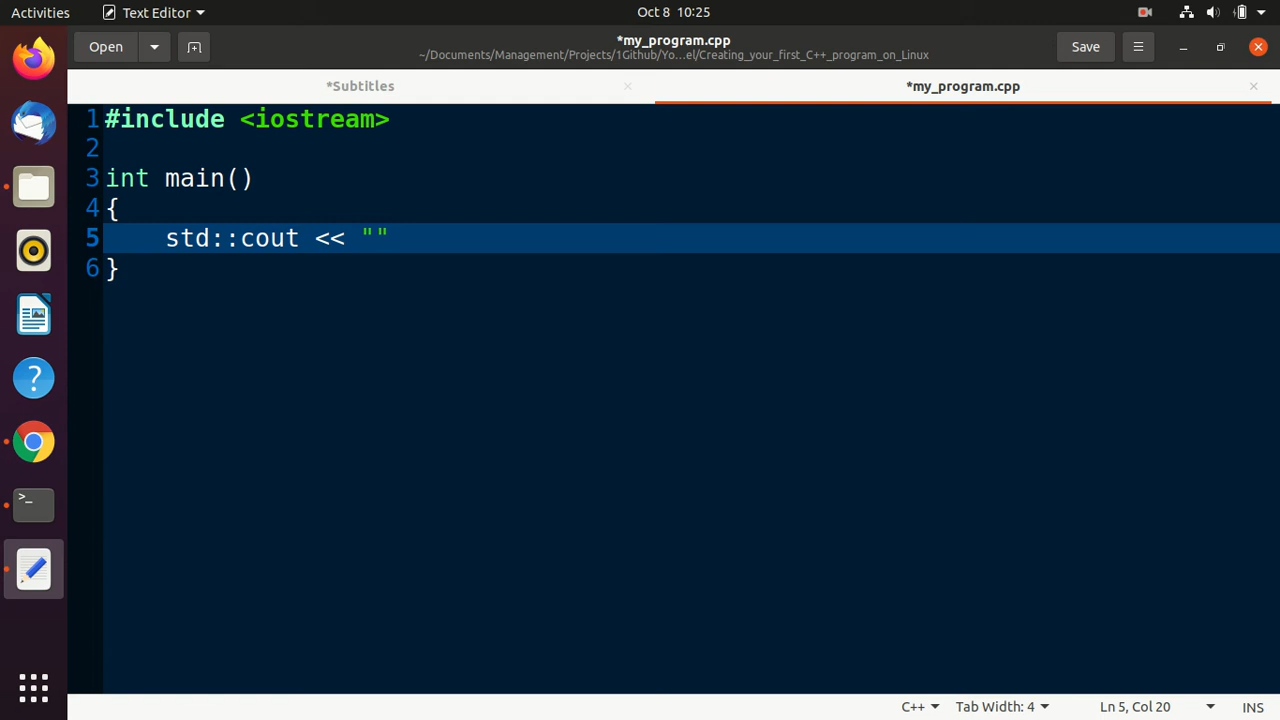 Activities
Text Editor
Oct 8 10:25
Open
*my_program.cpp
~/Documents/Management/Projects/1Github/Yo...el/Creating_your_first_C++_program_on_Linux
Save
*Subtitles
*my_program.cpp
1 #include <iostream>
2
3 int main()
4 {
5     std::cout << ""
6 }
C++
Tab Width: 4
Ln 5, Col 20
INS